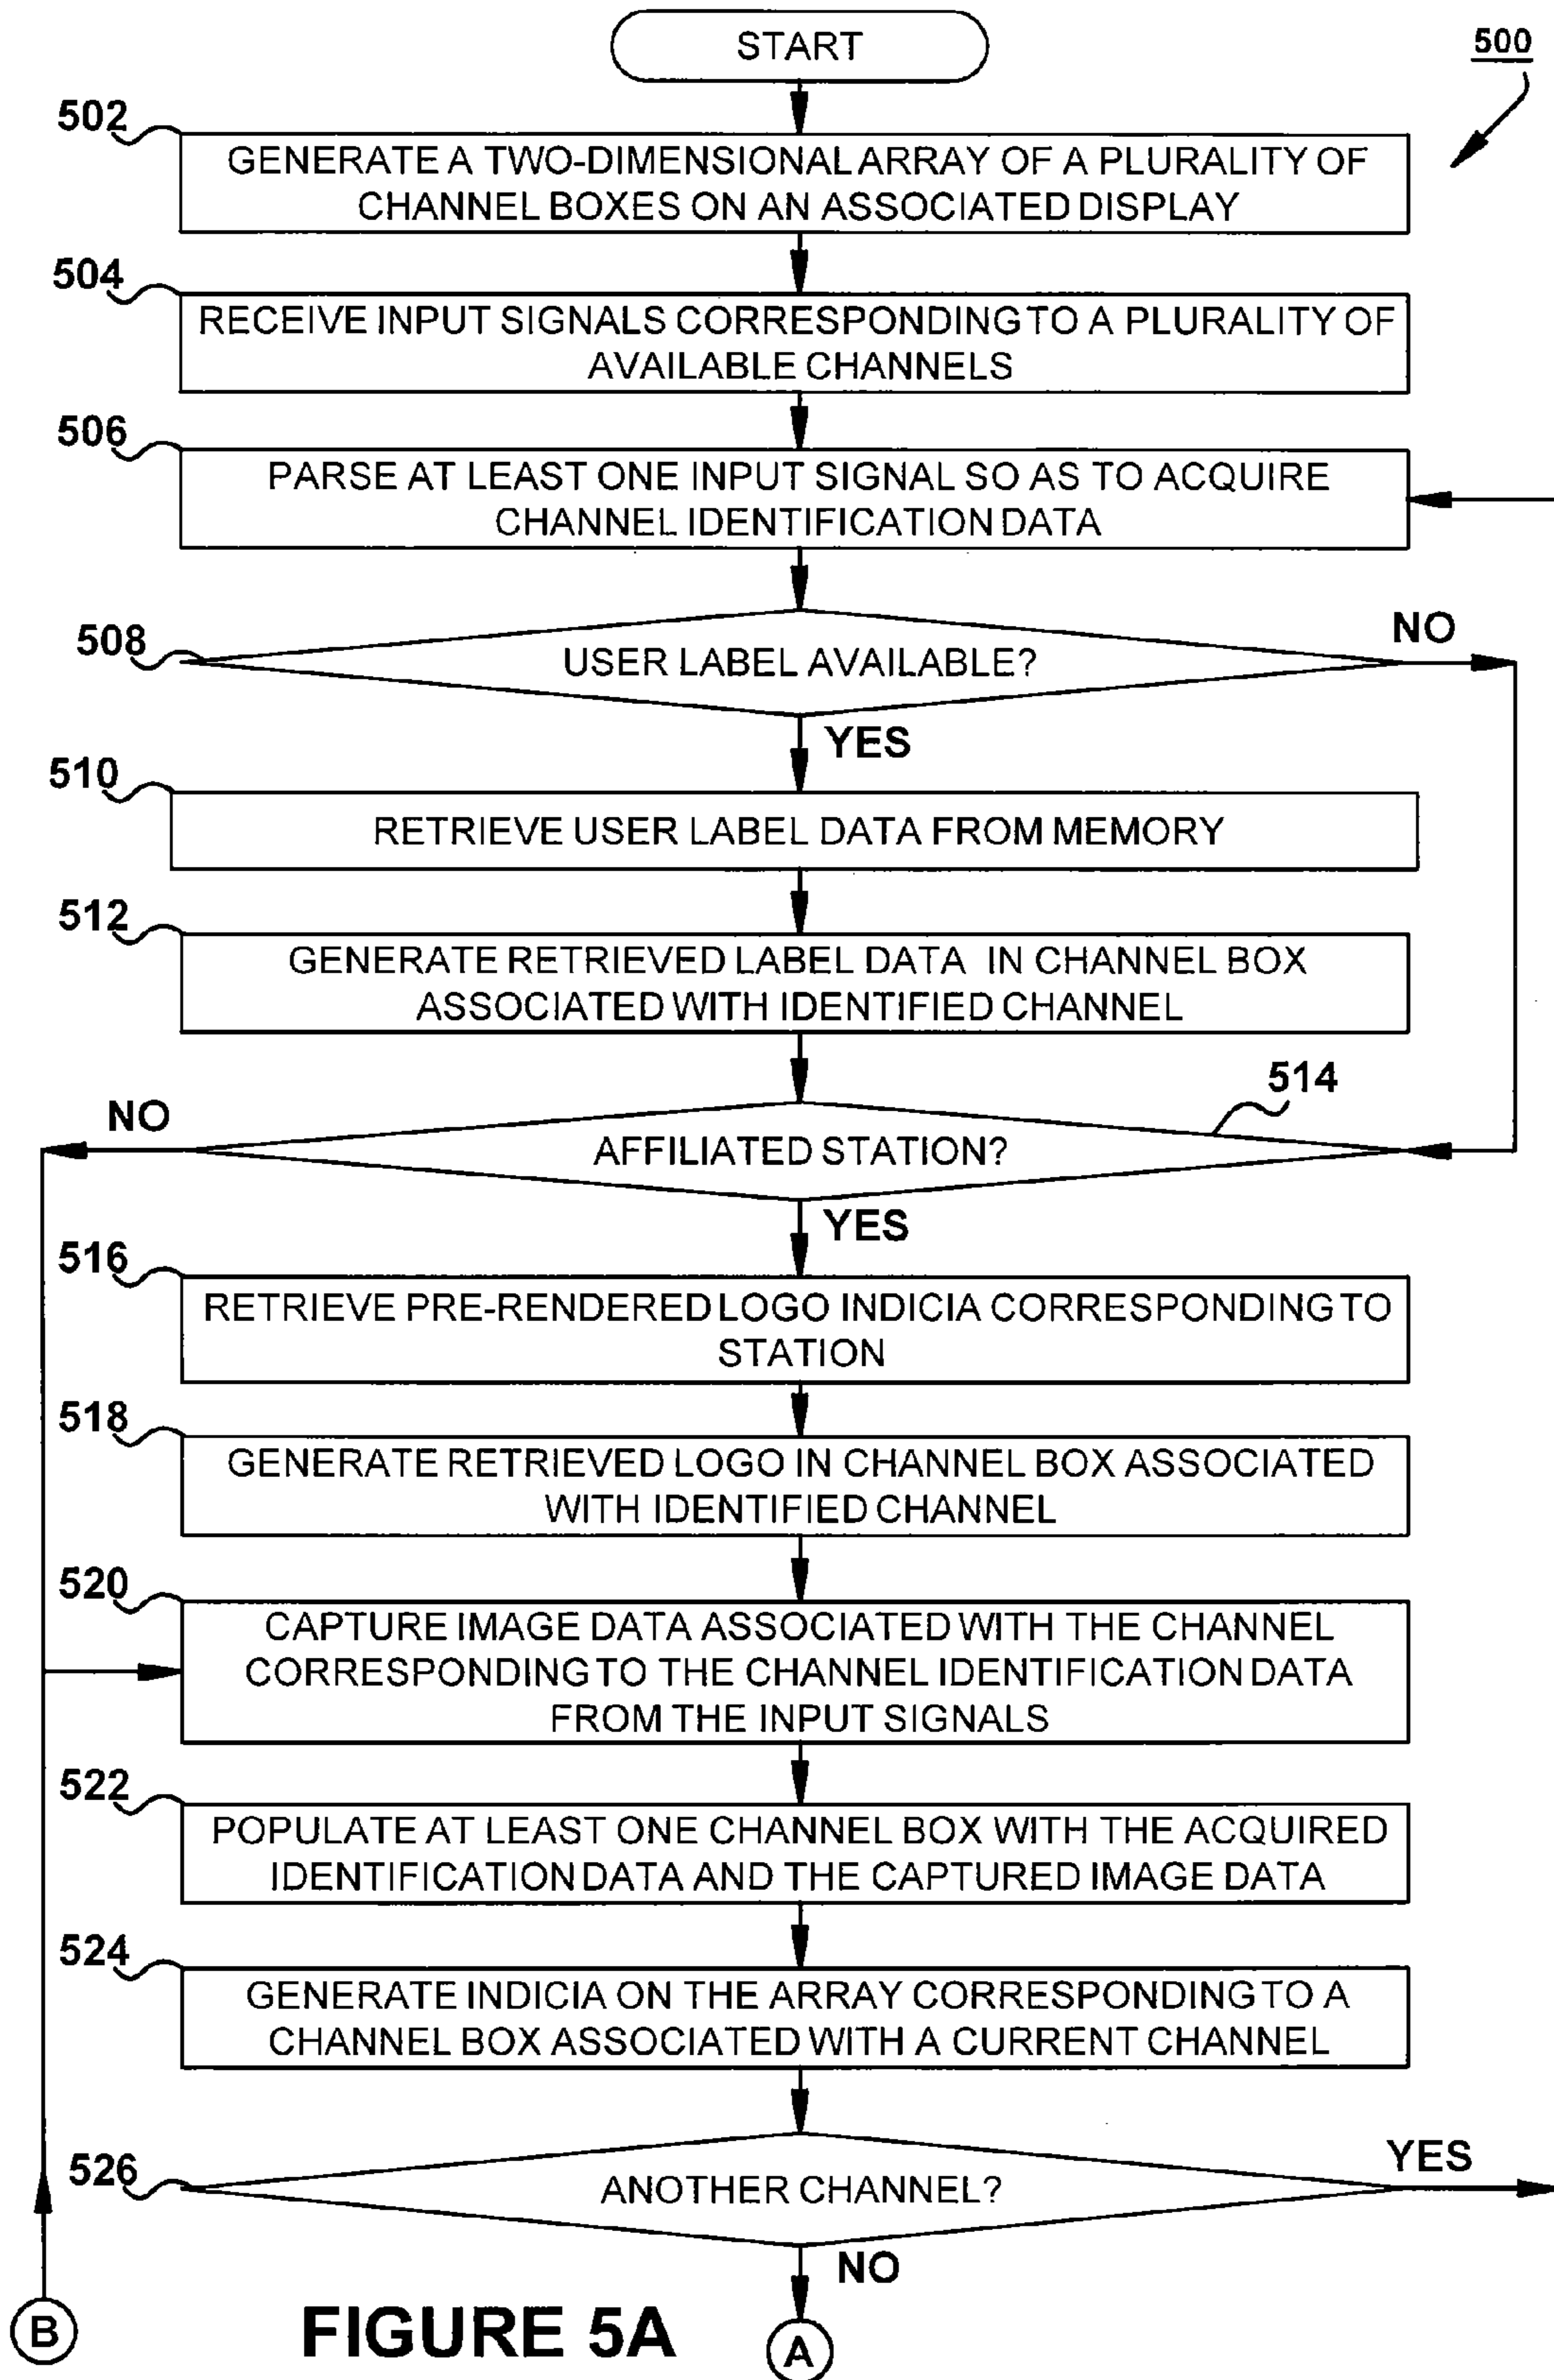 START
500
502
GENERATE A TWO-DIMENSIONAL ARRAY OF A PLURALITY OF
CHANNEL BOXES ON AN ASSOCIATED DISPLAY
504
RECEIVE INPUT SIGNALS CORRESPONDING TO A PLURALITY OF
AVAILABLE CHANNELS
506
PARSE AT LEAST ONE INPUT SIGNAL SO AS TO ACQUIRE
CHANNEL IDENTIFICATION DATA
508
USER LABEL AVAILABLE?
NO
YES
510
RETRIEVE USER LABEL DATA FROM MEMORY
512
GENERATE RETRIEVED LABEL DATA IN CHANNEL BOX
ASSOCIATED WITH IDENTIFIED CHANNEL
514
NO
AFFILIATED STATION?
YES
516
RETRIEVE PRE-RENDERED LOGO INDICIA CORRESPONDING TO
STATION
518
GENERATE RETRIEVED LOGO IN CHANNEL BOX ASSOCIATED
WITH IDENTIFIED CHANNEL
520
CAPTURE IMAGE DATA ASSOCIATED WITH THE CHANNEL
CORRESPONDING TO THE CHANNEL IDENTIFICATION DATA
FROM THE INPUT SIGNALS
522
POPULATE AT LEAST ONE CHANNEL BOX WITH THE ACQUIRED
IDENTIFICATION DATA AND THE CAPTURED IMAGE DATA
524
GENERATE INDICIA ON THE ARRAY CORRESPONDING TO A
CHANNEL BOX ASSOCIATED WITH A CURRENT CHANNEL
526
ANOTHER CHANNEL?
YES
NO
B
FIGURE 5A
A